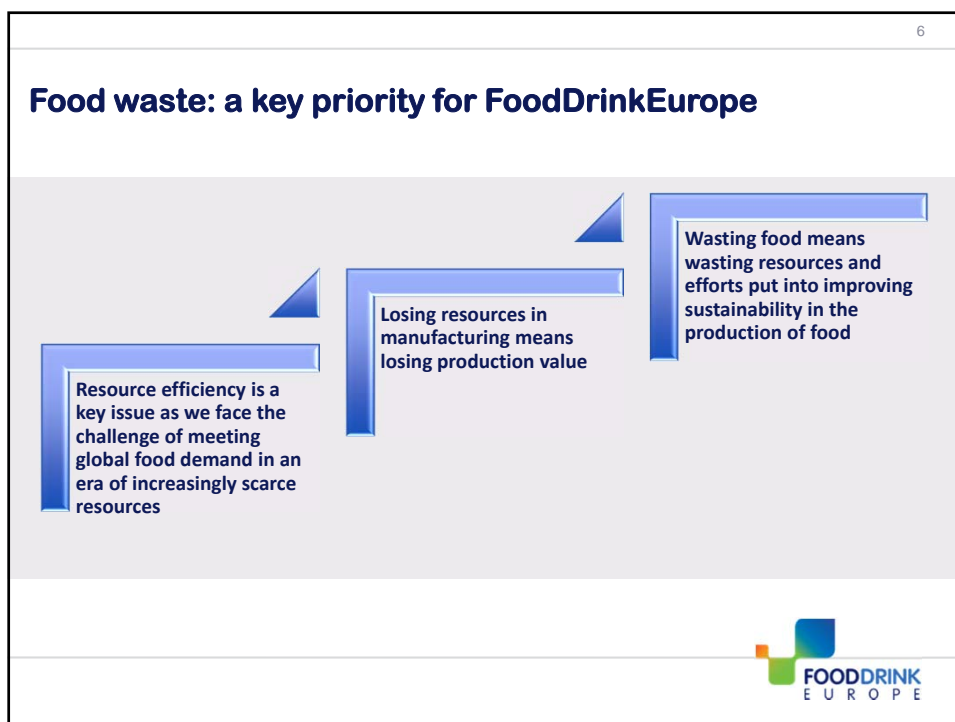 6
Food waste: a key priority for FoodDrinkEurope
Resource efficiency is a
key issue as we face the
challenge of meeting
global food demand in an
era of increasingly scarce
resources
Losing resources in
manufacturing means
losing production value
Wasting food means
wasting resources and
efforts put into improving
sustainability in the
production of food
FOODDRINK
EUROPE